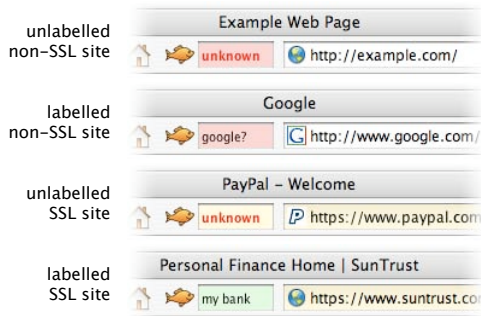 Example Web Page
unlabelled
non-SSL site
unknown
http://example.com/
Google
labelled
non-SSL site
google?
G http://www.google.com/
PayPal – Welcome
unlabelled
SSL site
unknown
P https://www.paypal.com
Personal Finance Home | SunTrust
labelled
SSL site
my bank
https://www.suntrust.co